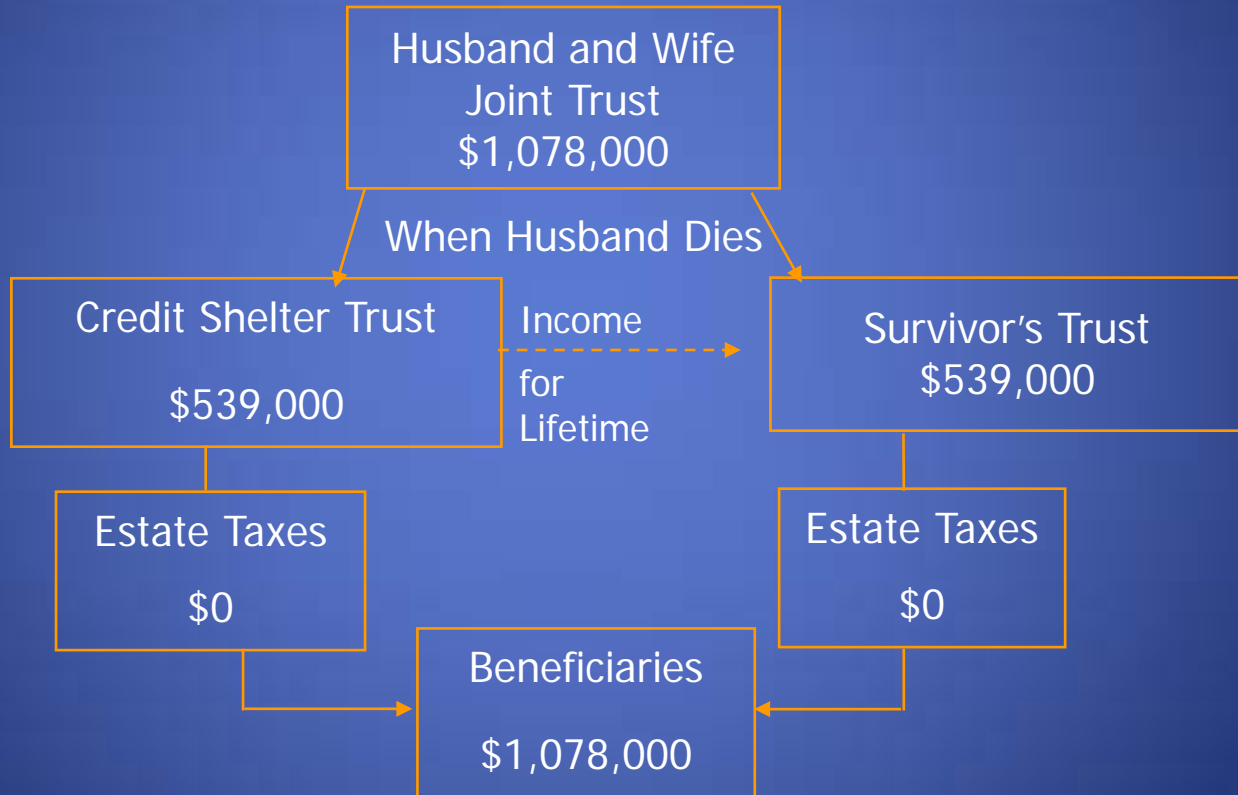 Husband and Wife
Joint Trust
$1,078,000
When Husband Dies
Credit Shelter Trust
$539,000
Income
for
Lifetime
Survivor's Trust
$539,000
Estate Taxes
$0
Estate Taxes
$0
Beneficiaries
$1,078,000